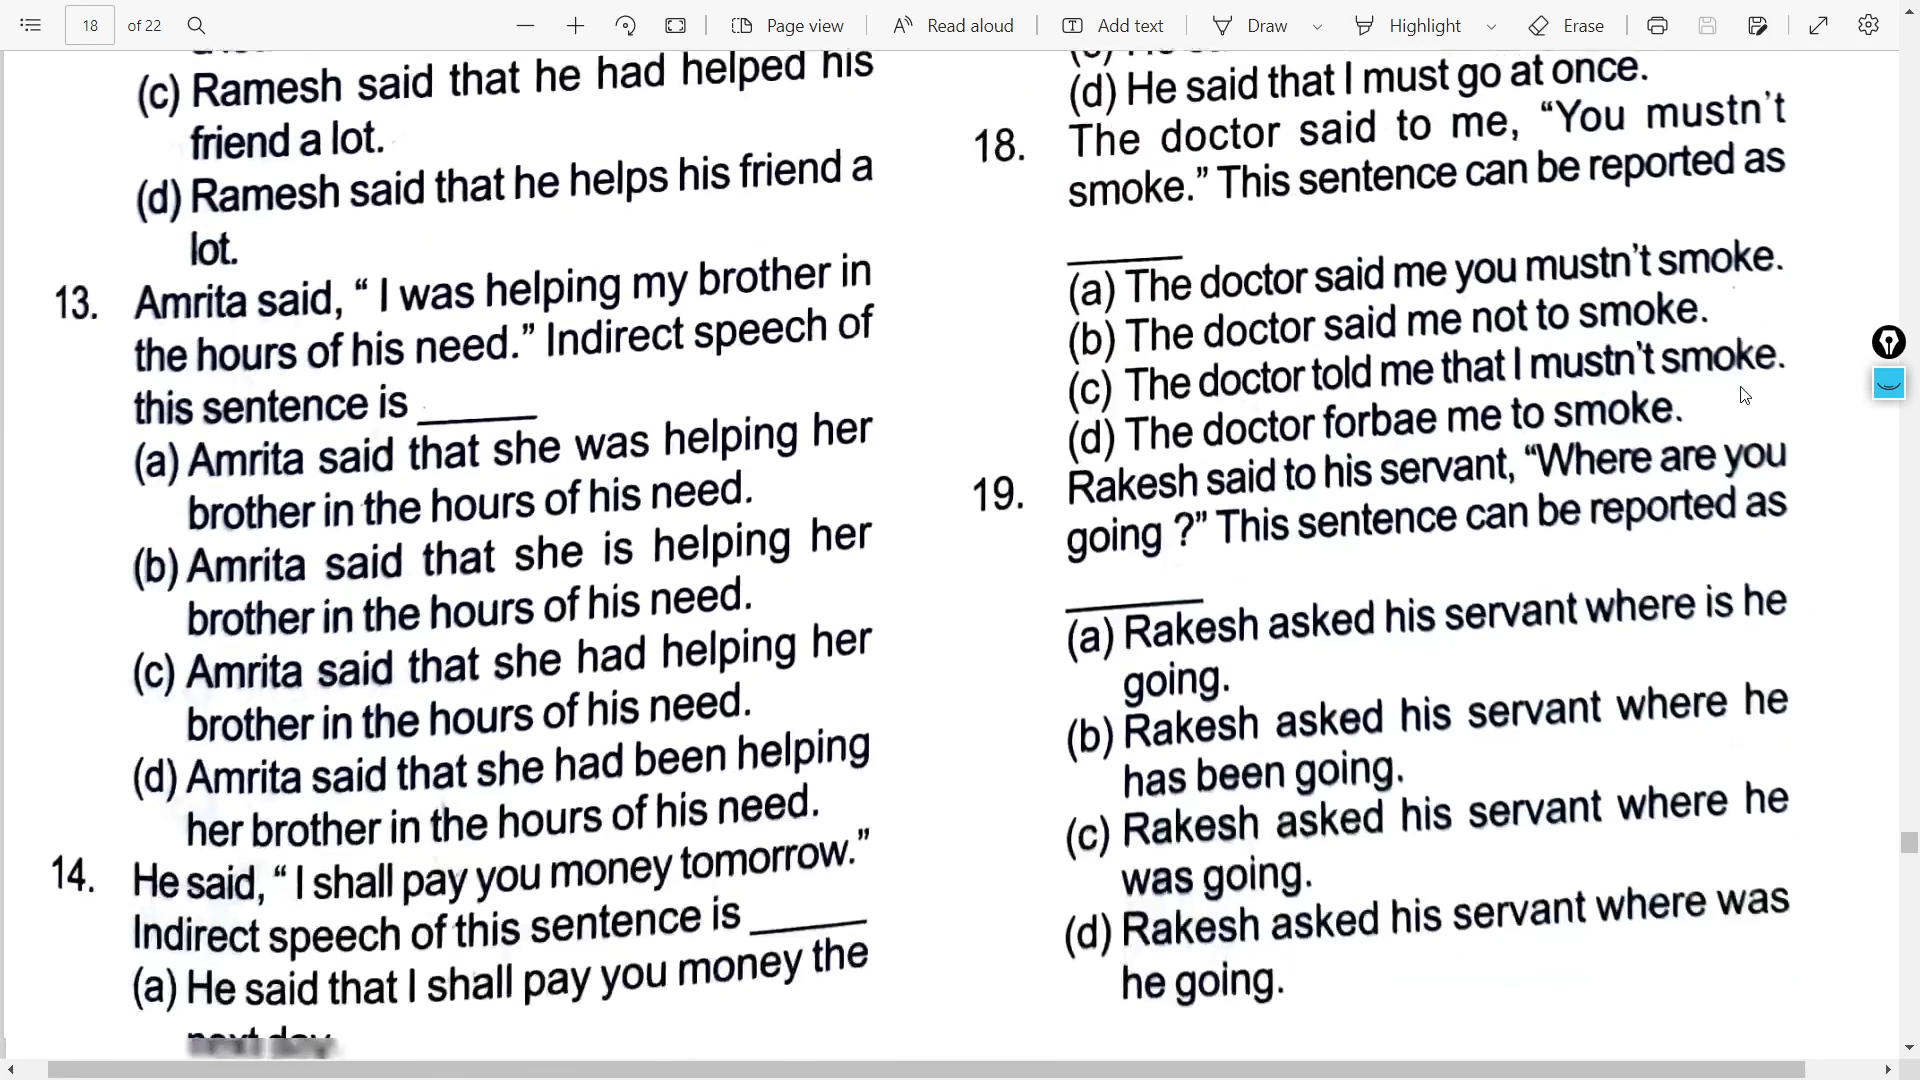 18 of 22 Page view Read aloud Add text Draw Highlight Erase
(c) Ramesh said that he had helped his
friend a lot.
(d) Ramesh said that he helps his friend a
lot.
13. Amrita said, “ I was helping my brother in
the hours of his need.” Indirect speech of
this sentence is ______
(a) Amrita said that she was helping her
brother in the hours of his need.
(b) Amrita said that she is helping her
brother in the hours of his need.
(c) Amrita said that she had helping her
brother in the hours of his need.
(d) Amrita said that she had been helping
her brother in the hours of his need.
14. He said, “ I shall pay you money tomorrow.”
Indirect speech of this sentence is ______
(a) He said that I shall pay you money the
next day
(d) He said that I must go at once.
18. The doctor said to me, “You mustn’t
smoke.” This sentence can be reported as
______
(a) The doctor said me you mustn’t smoke.
(b) The doctor said me not to smoke.
(c) The doctor told me that I mustn’t smoke.
(d) The doctor forbae me to smoke.
19. Rakesh said to his servant, “Where are you
going ?” This sentence can be reported as
______
(a) Rakesh asked his servant where is he
going.
(b) Rakesh asked his servant where he
has been going.
(c) Rakesh asked his servant where he
was going.
(d) Rakesh asked his servant where was
he going.